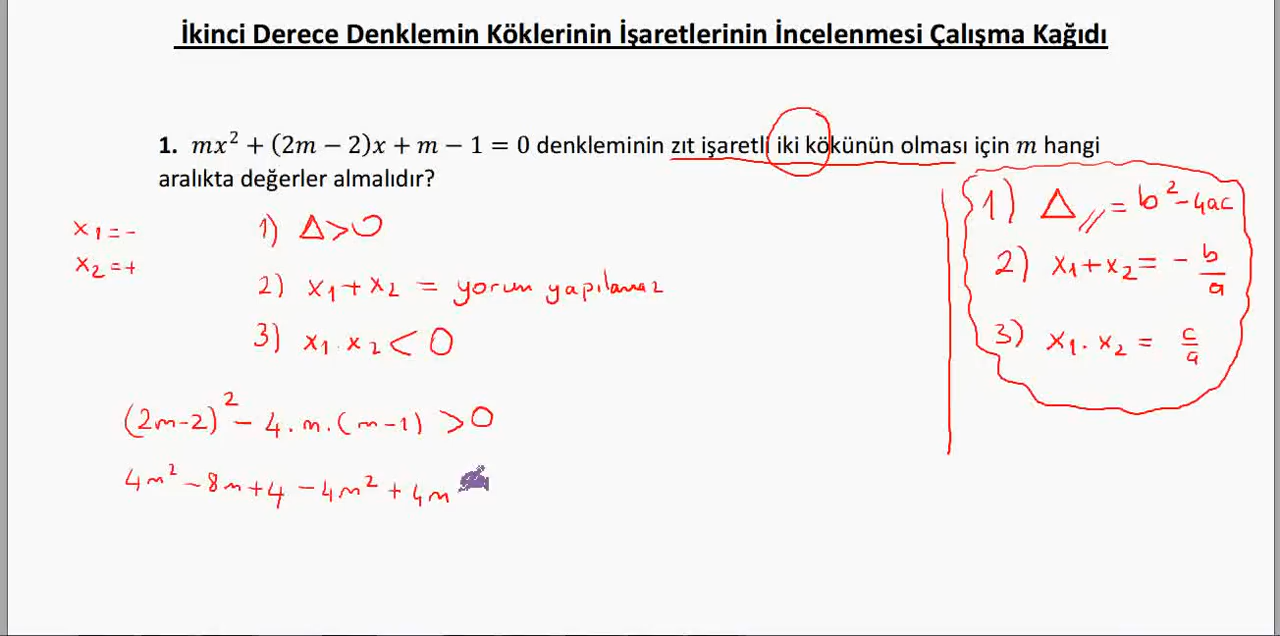 İkinci Derece Denklemin Köklerinin İşaretlerinin İncelenmesi Çalışma Kağıdı
1. mx² + (2m − 2)x + m − 1 = 0 denkleminin zıt işaretli iki kökünün olması için m hangi
aralıkta değerler almalıdır?
x₁ = -
x₂ = +
1) Δ > 0
2) x₁ + x₂ = yorum yapılamaz
3) x₁ . x₂ < 0
1) Δ = b² - 4ac
2) x₁ + x₂ = - b/a
3) x₁ . x₂ = c/a
(2m-2)² - 4 . m . (m-1) > 0
4m² - 8m + 4 - 4m² + 4m